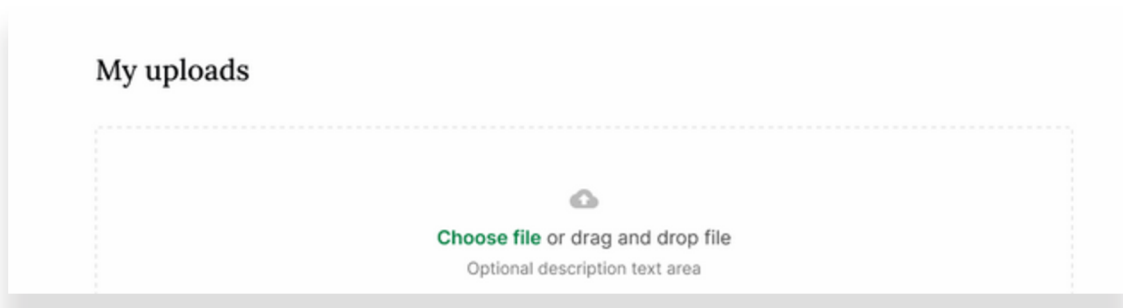 My uploads
Choose file or drag and drop file
Optional description text area